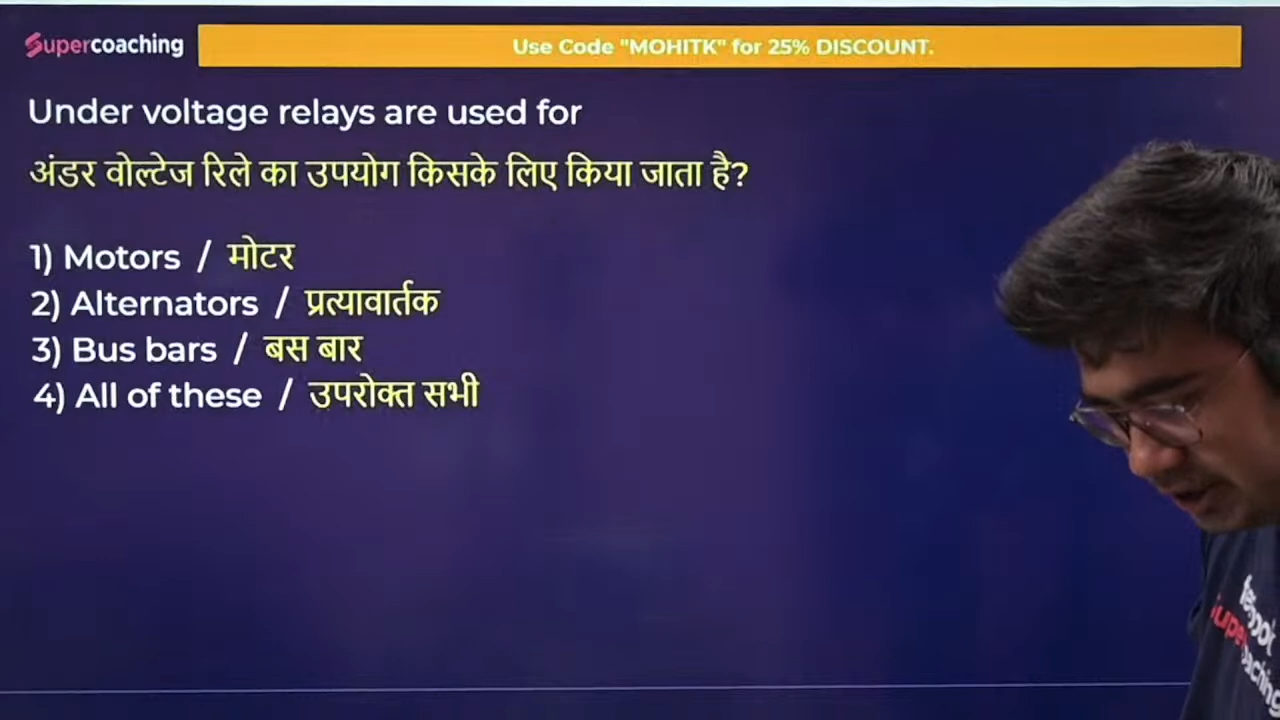 Supercoaching
Use Code "MOHITK" for 25% DISCOUNT.
Under voltage relays are used for
अंडर वोल्टेज रिले का उपयोग किसके लिए किया जाता है?
1) Motors / मोटर
2) Alternators / प्रत्यावार्तक
3) Bus bars / बस बार
4) All of these / उपरोक्त सभी